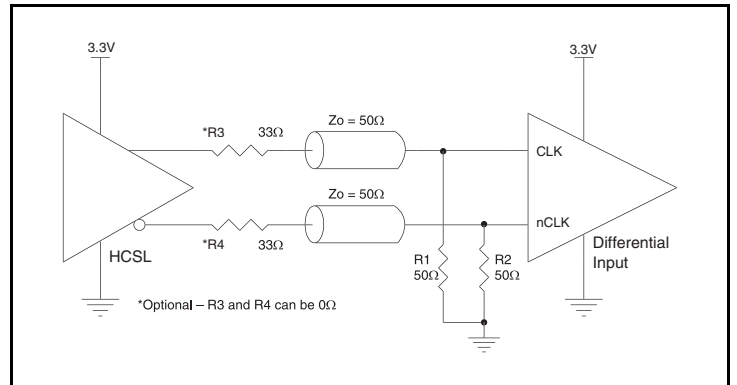 3.3V
3.3V
*R3
33Ω
Zo = 50Ω
CLK
Zo = 50Ω
nCLK
*R4
33Ω
HCSL
R1
50Ω
R2
50Ω
Differential
Input
*Optional – R3 and R4 can be 0Ω